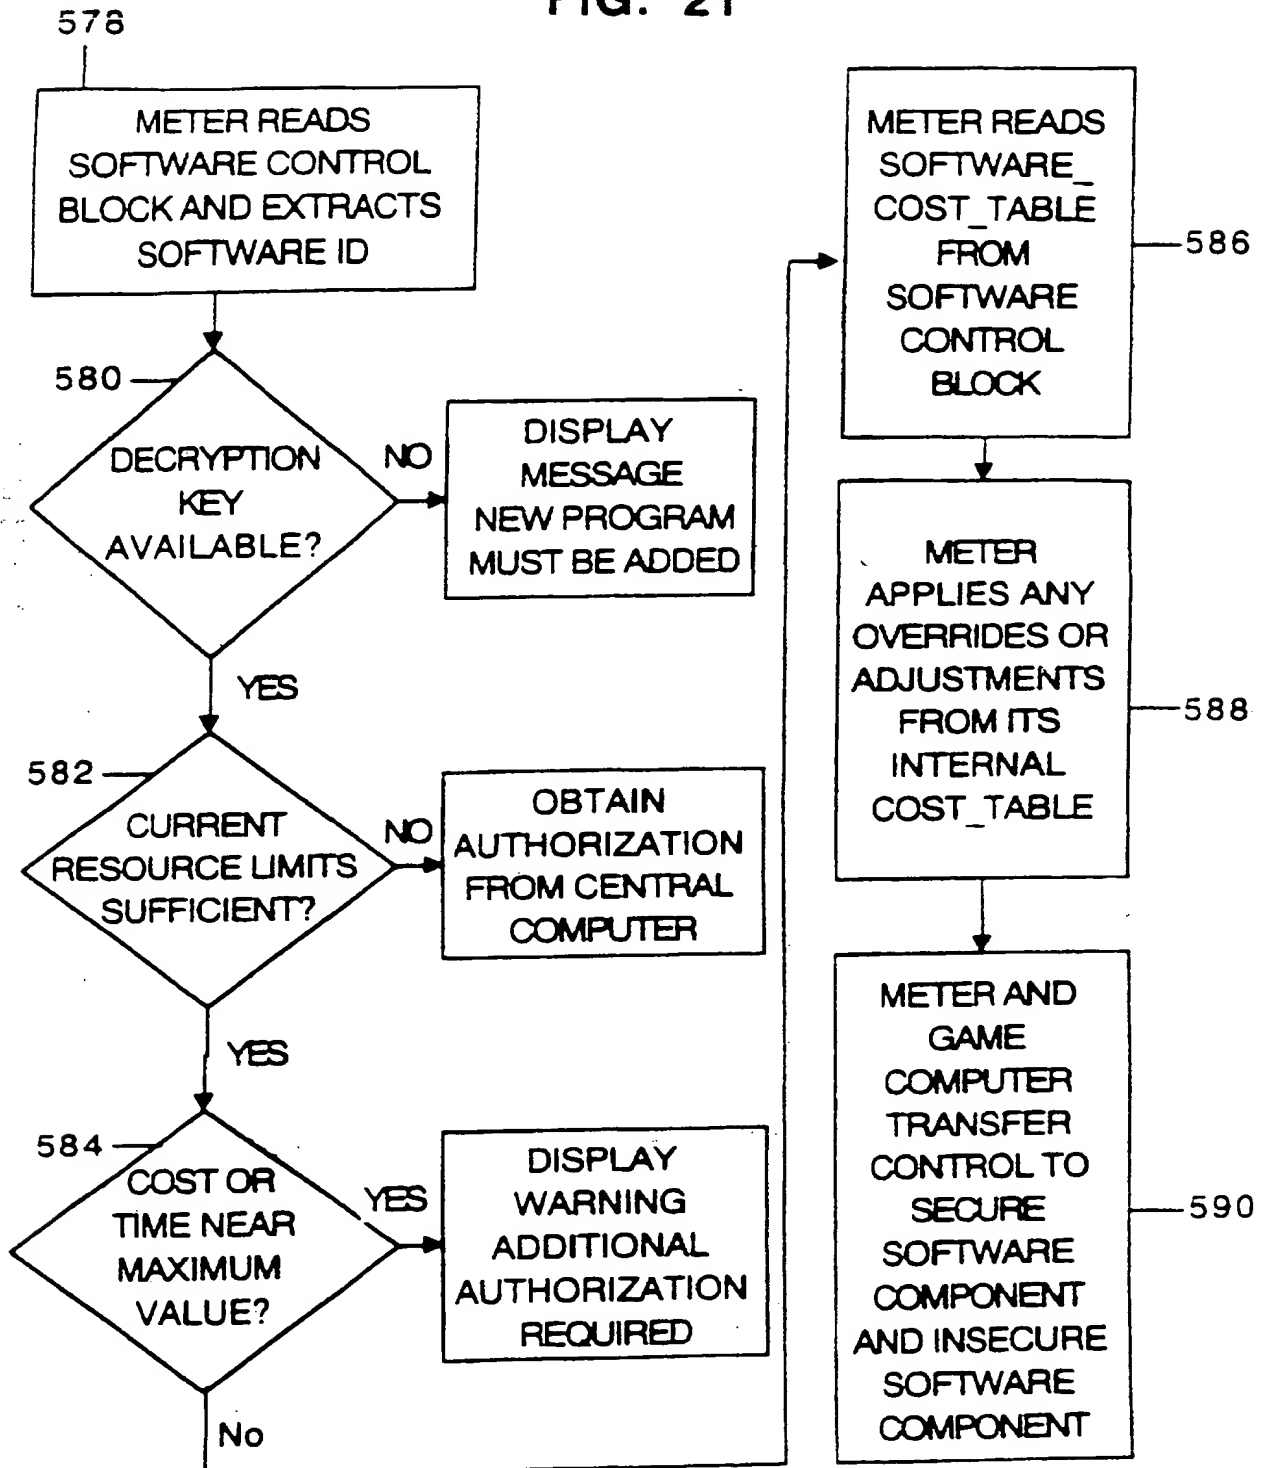 FIG. 21
578
METER READS
SOFTWARE CONTROL
BLOCK AND EXTRACTS
SOFTWARE ID
580
DECRYPTION
KEY
AVAILABLE?
NO
DISPLAY
MESSAGE
NEW PROGRAM
MUST BE ADDED
YES
582
CURRENT
RESOURCE LIMITS
SUFFICIENT?
NO
OBTAIN
AUTHORIZATION
FROM CENTRAL
COMPUTER
YES
584
COST OR
TIME NEAR
MAXIMUM
VALUE?
YES
DISPLAY
WARNING
ADDITIONAL
AUTHORIZATION
REQUIRED
No
METER READS
SOFTWARE_
COST_TABLE
FROM
SOFTWARE
CONTROL
BLOCK
586
METER
APPLIES ANY
OVERRIDES OR
ADJUSTMENTS
FROM ITS
INTERNAL
COST_TABLE
588
METER AND
GAME
COMPUTER
TRANSFER
CONTROL TO
SECURE
SOFTWARE
COMPONENT
AND INSECURE
SOFTWARE
COMPONENT
590